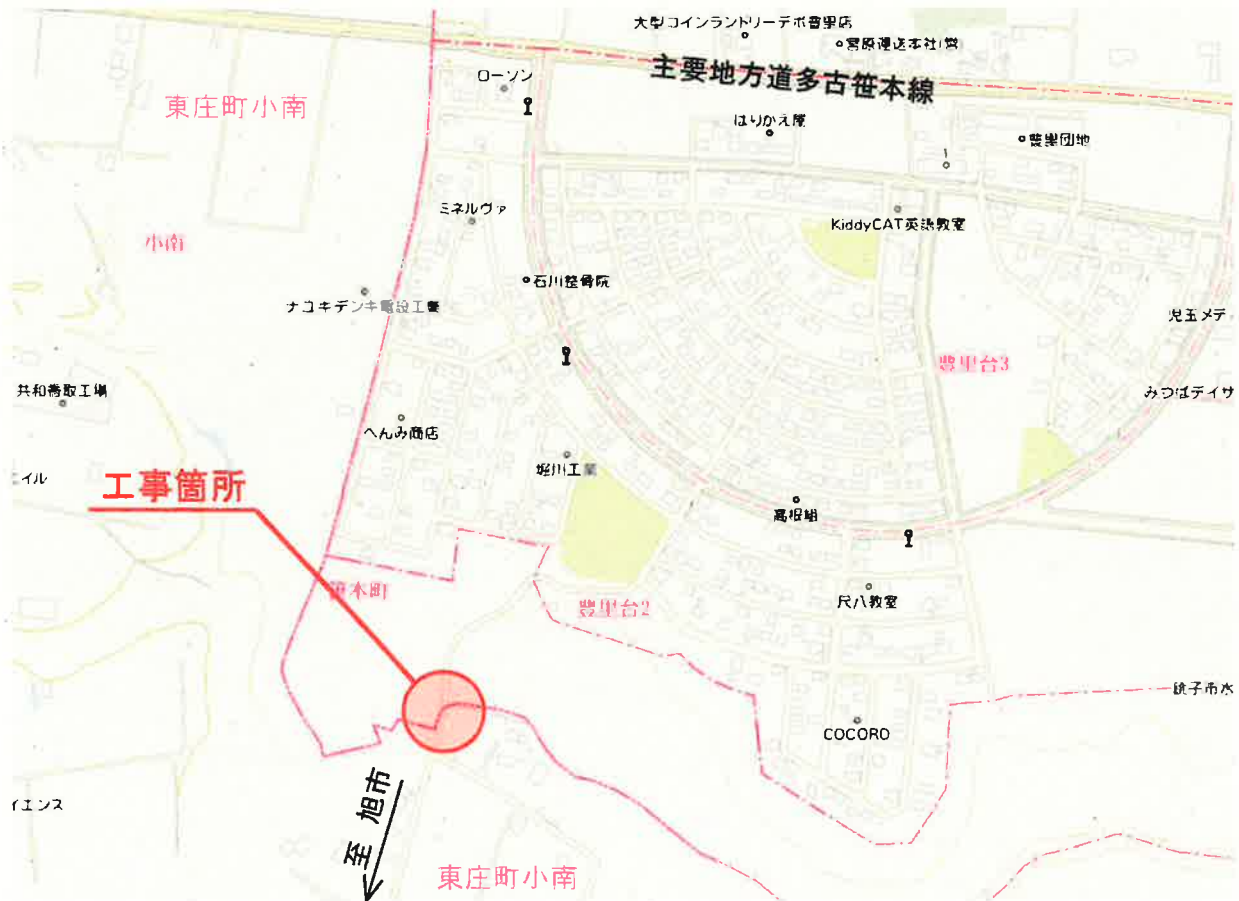 大型コインランドリーデポ豊里店
宮原運送本社(営)
主要地方道多古笹本線
ローソン
東庄町小南
はりかえ庵
豊里団地
ミネルヴァ
KiddyCAT英語教室
小南
石川整骨院
ナコキデンキ電設工業
児玉メデ
豊里台3
共和蓄取工場
みつばデイサ
へんみ商店
堀川工業
イル
工事箇所
高根組
笹本町
豊里台2
尺八教室
銚子市水
COCORO
イエンス
至 旭市
東庄町小南